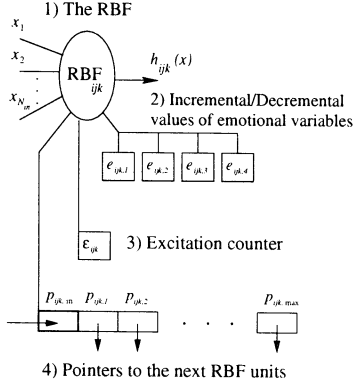 1) The RBF
x1
x2
xNin
RBFijk
hijk(x)
2) Incremental/Decremental
values of emotional variables
eijk,1 eijk,2 eijk,3 eijk,4
εijk
3) Excitation counter
pijk,in pijk,1 pijk,2 pijk,max
4) Pointers to the next RBF units